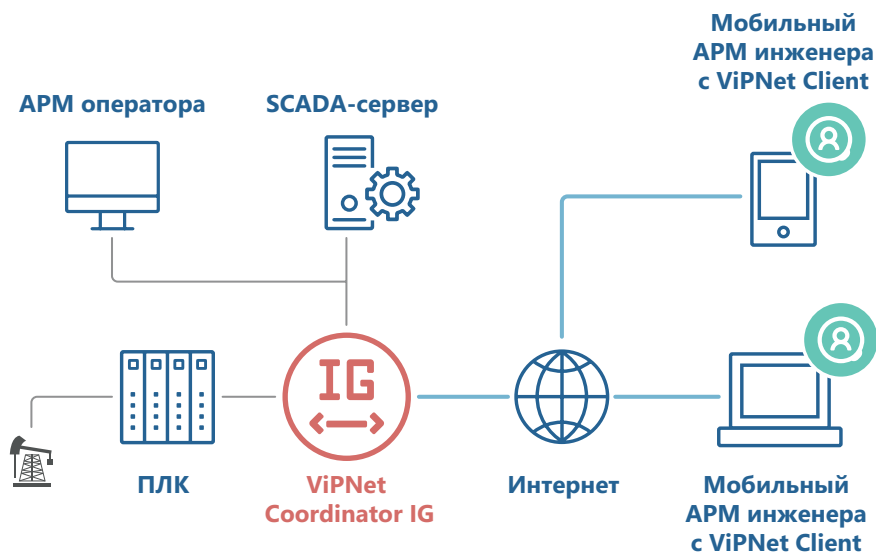 Мобильный
АРМ инженера
с ViPNet Client
АРМ оператора
SCADA-сервер
IG
ПЛК
ViPNet
Coordinator IG
Интернет
Мобильный
АРМ инженера
с ViPNet Client